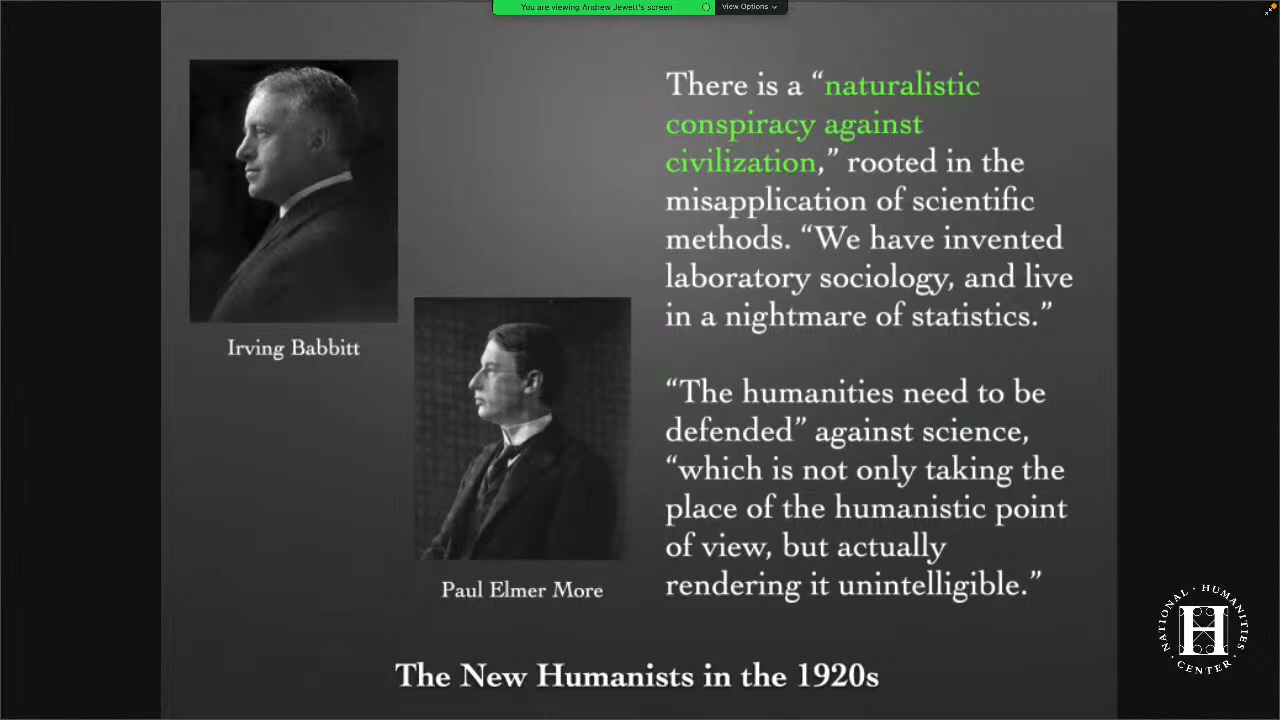 You are viewing Andrew Jewett's screen
View Options
There is a “naturalistic
conspiracy against
civilization,” rooted in the
misapplication of scientific
methods. “We have invented
laboratory sociology, and live
in a nightmare of statistics.”
“The humanities need to be
defended” against science,
“which is not only taking the
place of the humanistic point
of view, but actually
rendering it unintelligible.”
Irving Babbitt
Paul Elmer More
The New Humanists in the 1920s
NATIONAL · HUMANITIES · CENTER ·
H